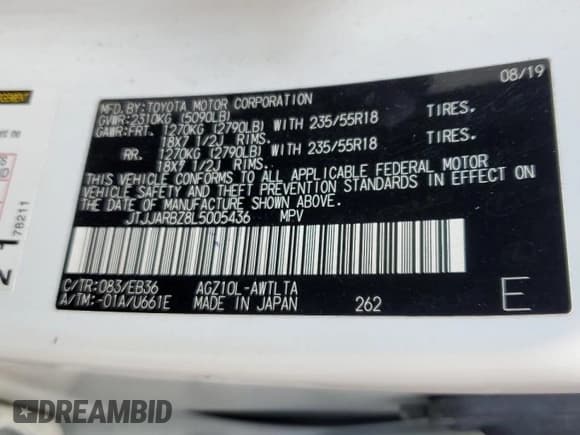 08/19
MFD.BY:TOYOTA MOTOR CORPORATION
GVWR:2310KG (5090LB)
GAWR:FRT. 1270KG (2790LB) WITH 235/55R18 TIRES.
18X7 1/2J RIMS.
RR. 1270KG (2790LB) WITH 235/55R18 TIRES.
18X7 1/2J RIMS.
THIS VEHICLE CONFORMS TO ALL APPLICABLE FEDERAL MOTOR
VEHICLE SAFETY AND THEFT PREVENTION STANDARDS IN EFFECT ON
THE DATE OF MANUFACTURE SHOWN ABOVE.
JTJJARBZ8L5005436 MPV
C/TR:083/EB36 AGZ10L-AWTLTA
A/TM:-01A/U661E MADE IN JAPAN 262 E
78211
DREAMBID